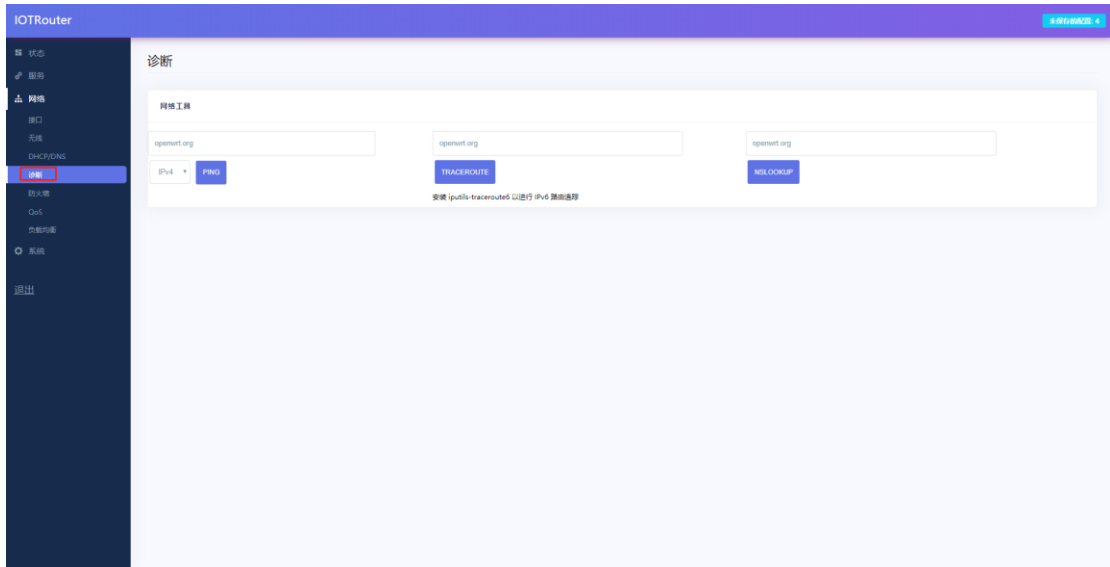 IOTRouter
未保存的配置: 4
状态
服务
网络
接口
无线
DHCP/DNS
诊断
防火墙
QoS
负载均衡
系统
退出
诊断
网络工具
openwrt.org
openwrt.org
openwrt.org
IPv4
PING
TRACEROUTE
NSLOOKUP
安装 iputils-traceroute6 以进行 IPv6 路由追踪